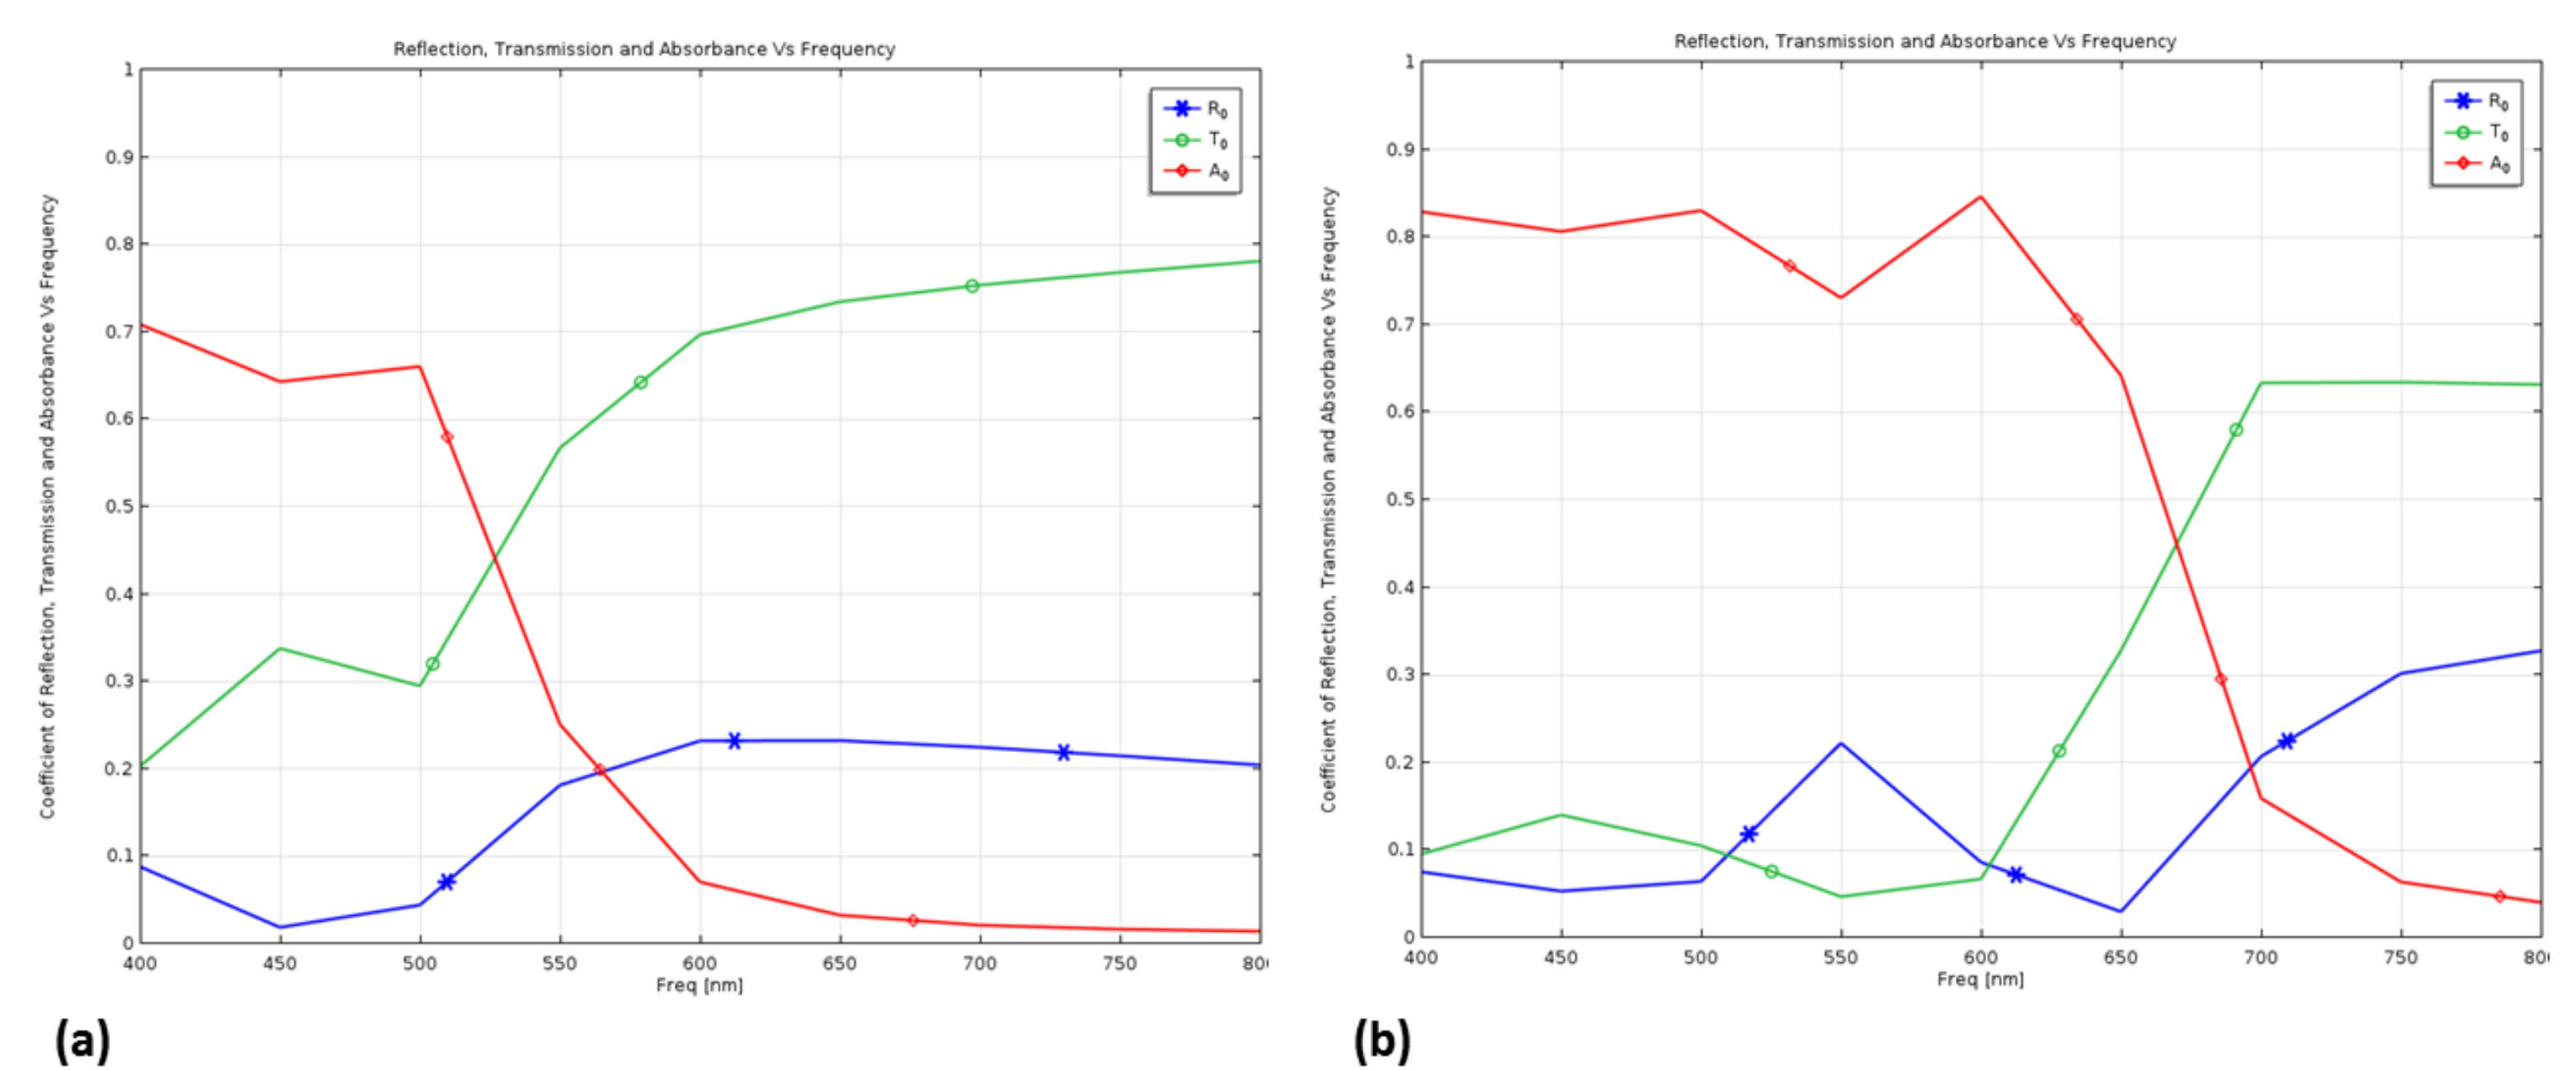 Reflection, Transmission and Absorbance Vs Frequency
Coefficient of Reflection, Transmission and Absorbance Vs Frequency
1
0.9
0.8
0.7
0.6
0.5
0.4
0.3
0.2
0.1
0
R0
T0
A0
400 450 500 550 600 650 700 750 80
Freq [nm]
(a)
Reflection, Transmission and Absorbance Vs Frequency
Coefficient of Reflection, Transmission and Absorbance Vs Frequency
1
0.9
0.8
0.7
0.6
0.5
0.4
0.3
0.2
0.1
0
R0
T0
A0
400 450 500 550 600 650 700 750 80
Freq [nm]
(b)